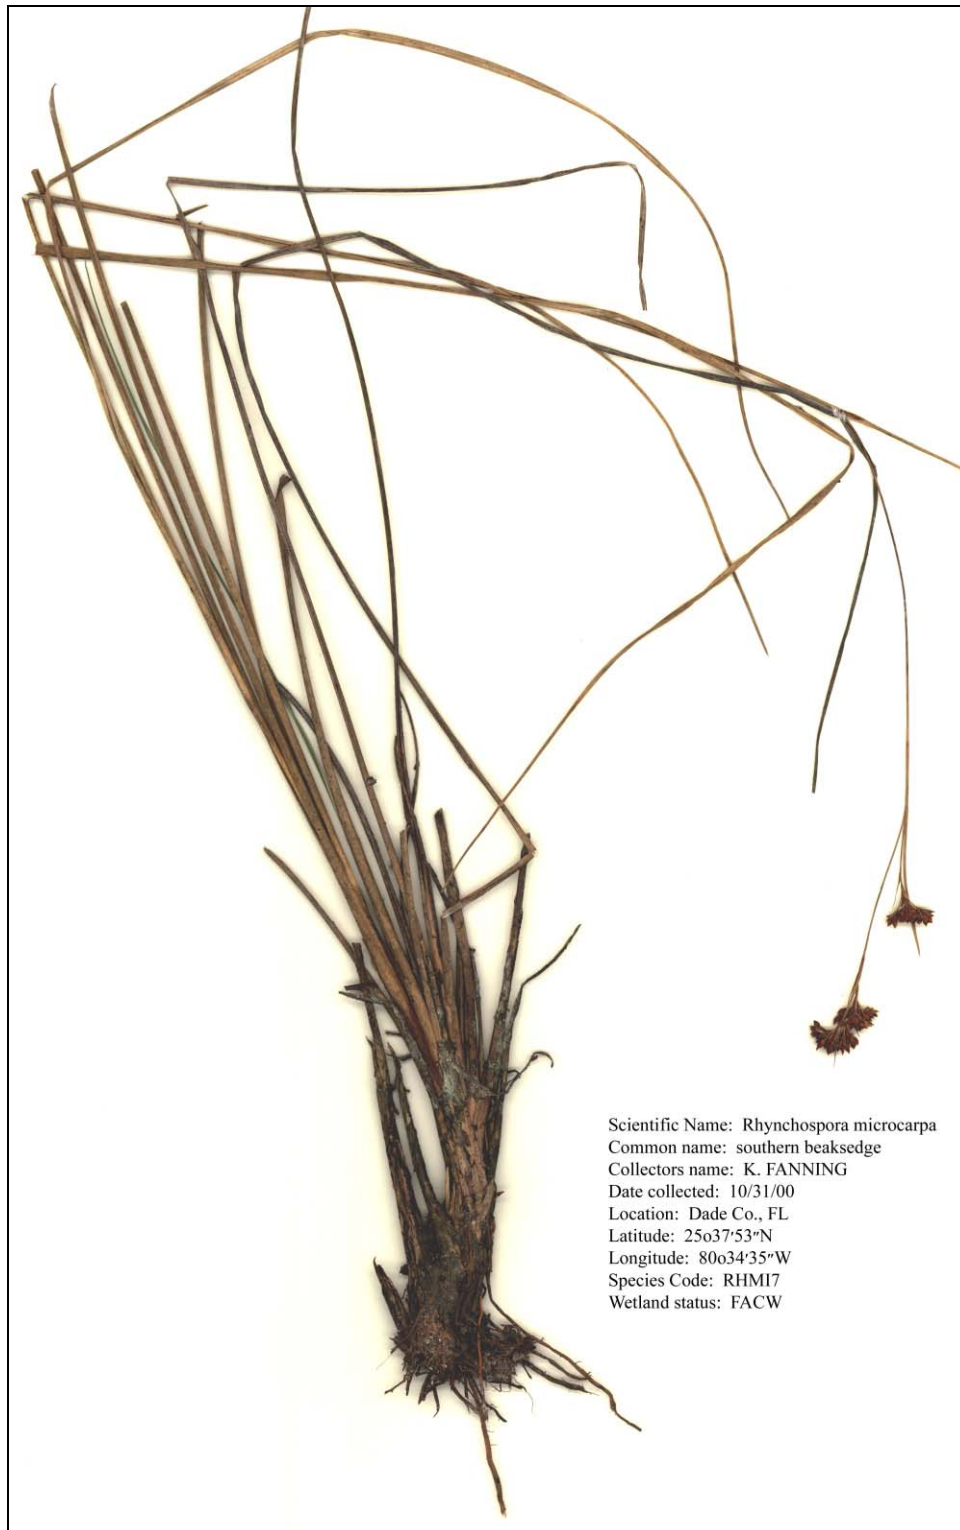 Scientific Name: Rhynchospora microcarpa
Common name: southern beaksedge
Collectors name: K. FANNING
Date collected: 10/31/00
Location: Dade Co., FL
Latitude: 25o37'53"N
Longitude: 80o34'35"W
Species Code: RHMI7
Wetland status: FACW